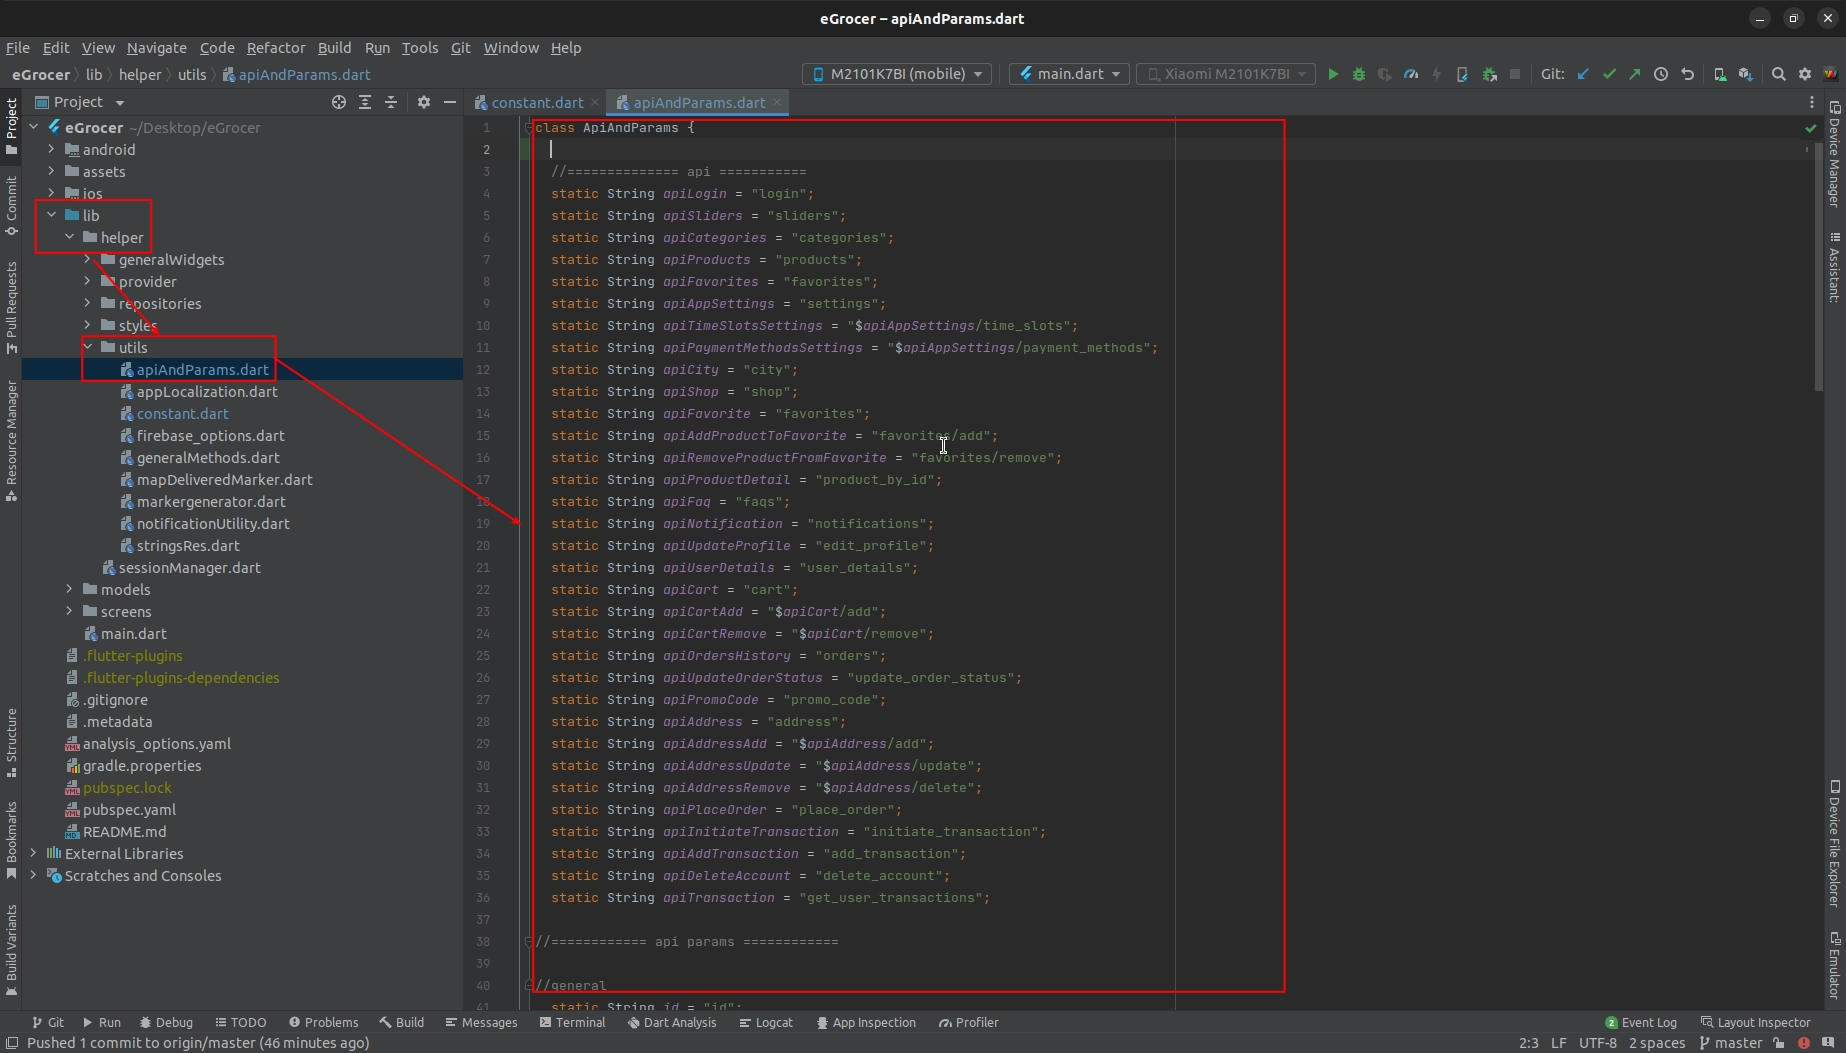 eGrocer – apiAndParams.dart
File Edit View Navigate Code Refactor Build Run Tools Git Window Help
eGrocer lib helper utils apiAndParams.dart
M2101K7BI (mobile) main.dart Xiaomi M2101K7BI Git:
Project
constant.dart apiAndParams.dart
eGrocer ~/Desktop/eGrocer
android
assets
ios
lib
helper
generalWidgets
provider
repositories
styles
utils
apiAndParams.dart
appLocalization.dart
constant.dart
firebase_options.dart
generalMethods.dart
mapDeliveredMarker.dart
markergenerator.dart
notificationUtility.dart
stringsRes.dart
sessionManager.dart
models
screens
main.dart
.flutter-plugins
.flutter-plugins-dependencies
.gitignore
.metadata
analysis_options.yaml
gradle.properties
pubspec.lock
pubspec.yaml
README.md
External Libraries
Scratches and Consoles
1 class ApiAndParams {
2
3 //============== api ===========
4 static String apiLogin = "login";
5 static String apiSliders = "sliders";
6 static String apiCategories = "categories";
7 static String apiProducts = "products";
8 static String apiFavorites = "favorites";
9 static String apiAppSettings = "settings";
10 static String apiTimeSlotsSettings = "$apiAppSettings/time_slots";
11 static String apiPaymentMethodsSettings = "$apiAppSettings/payment_methods";
12 static String apiCity = "city";
13 static String apiShop = "shop";
14 static String apiFavorite = "favorites";
15 static String apiAddProductToFavorite = "favorites/add";
16 static String apiRemoveProductFromFavorite = "favorites/remove";
17 static String apiProductDetail = "product_by_id";
18 static String apiFaq = "faqs";
19 static String apiNotification = "notifications";
20 static String apiUpdateProfile = "edit_profile";
21 static String apiUserDetails = "user_details";
22 static String apiCart = "cart";
23 static String apiCartAdd = "$apiCart/add";
24 static String apiCartRemove = "$apiCart/remove";
25 static String apiOrdersHistory = "orders";
26 static String apiUpdateOrderStatus = "update_order_status";
27 static String apiPromoCode = "promo_code";
28 static String apiAddress = "address";
29 static String apiAddressAdd = "$apiAddress/add";
30 static String apiAddressUpdate = "$apiAddress/update";
31 static String apiAddressRemove = "$apiAddress/delete";
32 static String apiPlaceOrder = "place_order";
33 static String apiInitiateTransaction = "initiate_transaction";
34 static String apiAddTransaction = "add_transaction";
35 static String apiDeleteAccount = "delete_account";
36 static String apiTransaction = "get_user_transactions";
37
38 //============ api params ============
39
40 //general
41 static String id = "id";
Project
Commit
Pull Requests
Resource Manager
Structure
Bookmarks
Build Variants
Device Manager
Assistant:
Device File Explorer
Emulator
Git Run Debug TODO Problems Build Messages Terminal Dart Analysis Logcat App Inspection Profiler 2 Event Log Layout Inspector
Pushed 1 commit to origin/master (46 minutes ago) 2:3 LF UTF-8 2 spaces master